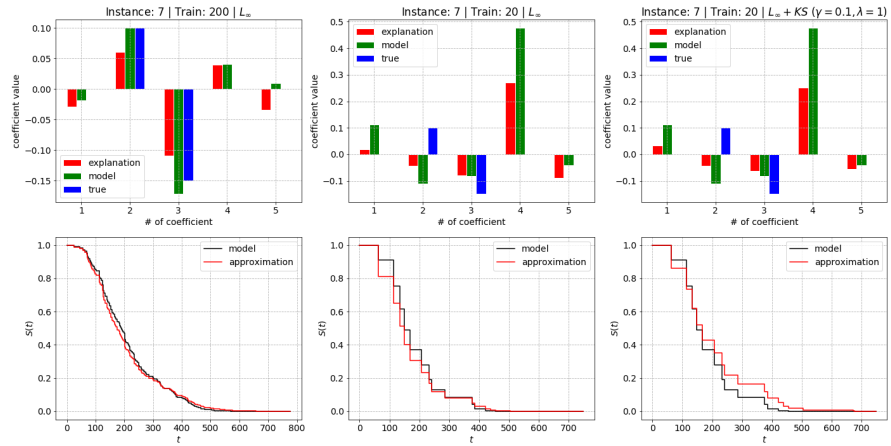 Instance: 7 | Train: 200 | L∞
0.10
0.05
0.00
−0.05
−0.10
−0.15
coefficient value
explanation
model
true
1 2 3 4 5
# of coefficient
Instance: 7 | Train: 20 | L∞
0.5
0.4
0.3
0.2
0.1
0.0
−0.1
coefficient value
explanation
model
true
1 2 3 4 5
# of coefficient
Instance: 7 | Train: 20 | L∞ + KS (γ = 0.1, λ = 1)
0.5
0.4
0.3
0.2
0.1
0.0
−0.1
coefficient value
explanation
model
true
1 2 3 4 5
# of coefficient
1.0
0.8
0.6
0.4
0.2
0.0
S(t)
model
approximation
0 100 200 300 400 500 600 700 800
t
1.0
0.8
0.6
0.4
0.2
0.0
S(t)
model
approximation
0 100 200 300 400 500 600 700
t
1.0
0.8
0.6
0.4
0.2
0.0
S(t)
model
approximation
0 100 200 300 400 500 600 700
t